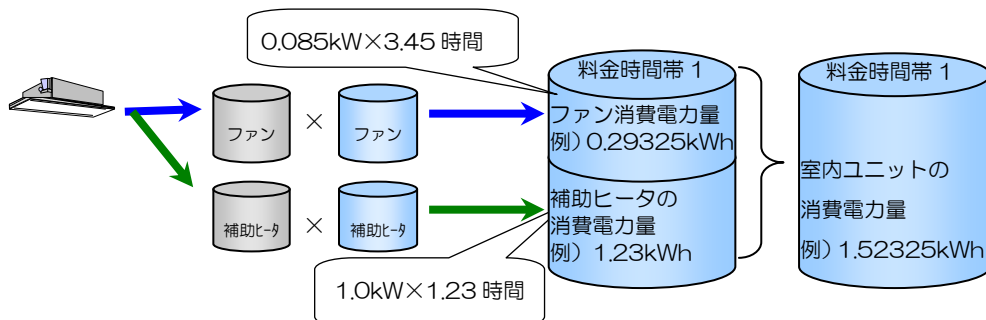 0.085kW×3.45 時間
料金時間帯 1
料金時間帯 1
ファン
×
ファン
ファン消費電力量
例) 0.29325kWh
補助ヒータ
×
補助ヒータ
補助ヒータの
消費電力量
例) 1.23kWh
室内ユニットの
消費電力量
例) 1.52325kWh
1.0kW×1.23 時間